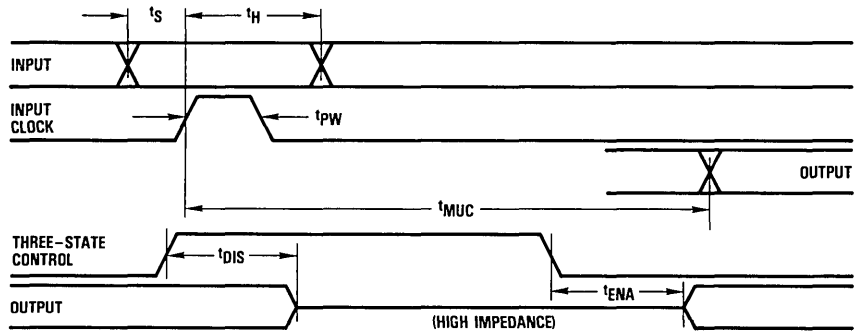 tS
tH
INPUT
INPUT
CLOCK
tPW
OUTPUT
tMUC
THREE-STATE
CONTROL
tDIS
tENA
OUTPUT
(HIGH IMPEDANCE)